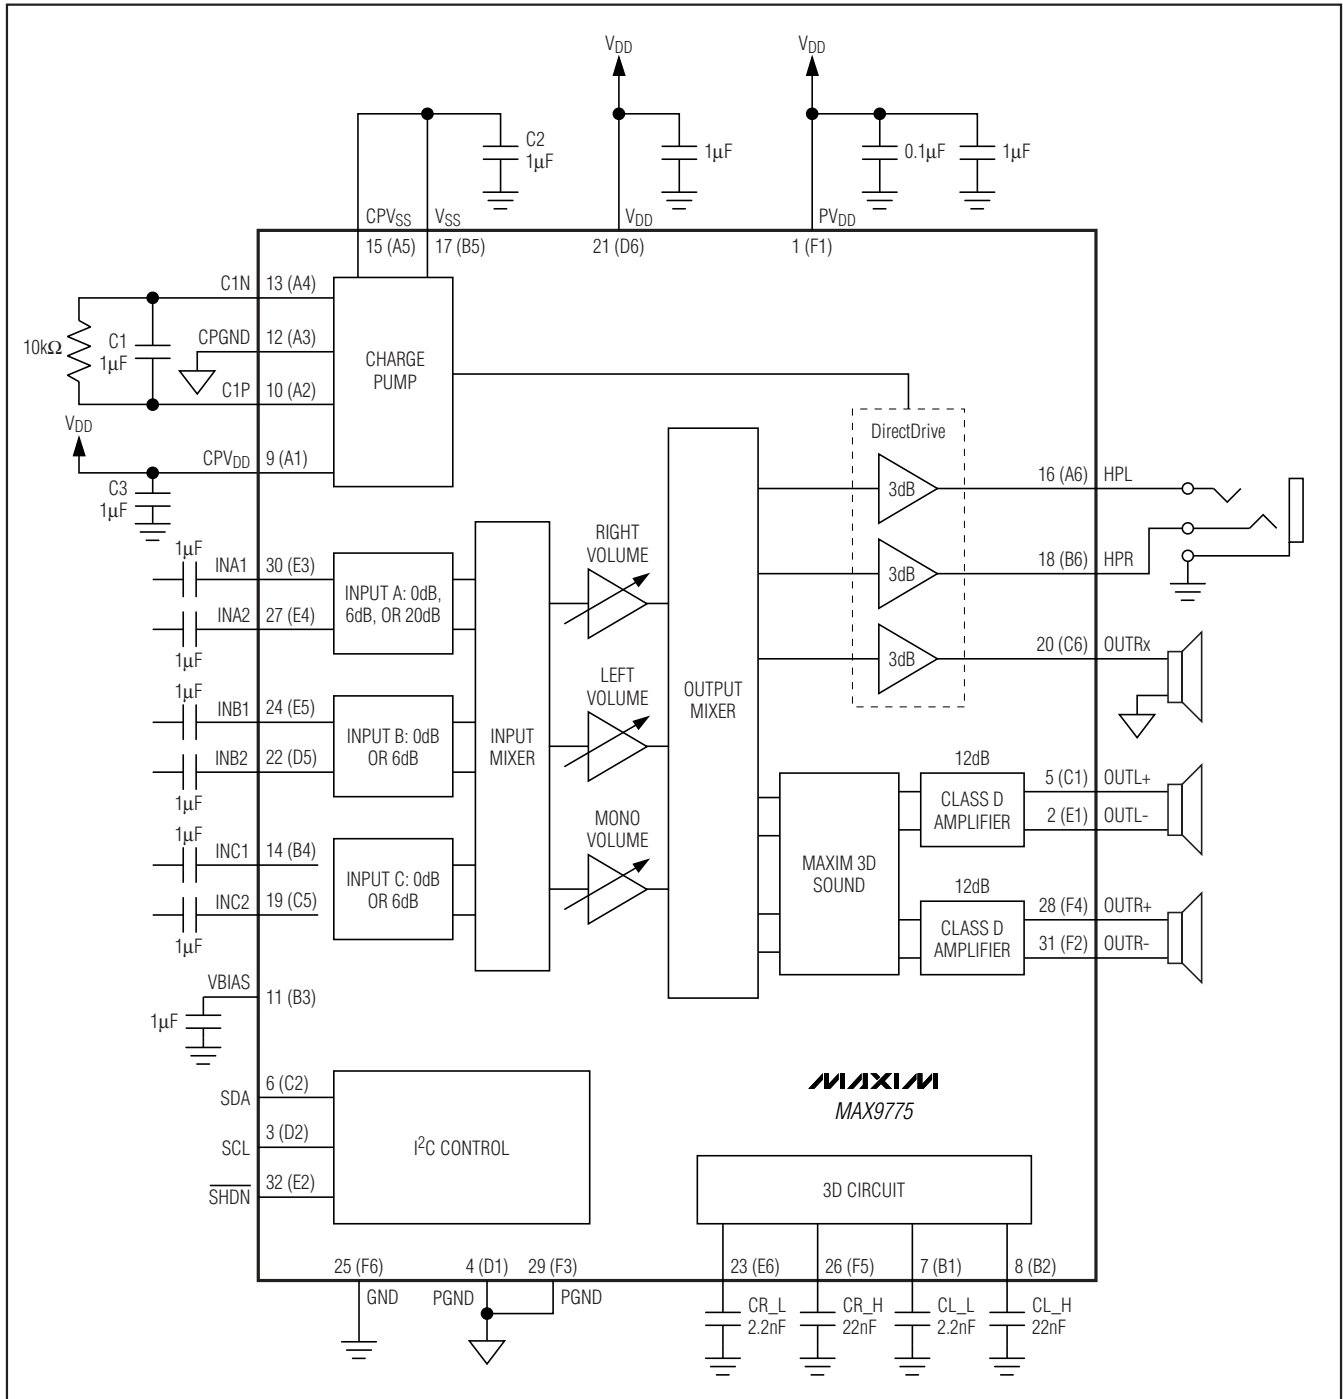 VDD
VDD
C2
1µF
1µF
0.1µF
1µF
CPVSS
VSS
VDD
PVDD
15 (A5)
17 (B5)
21 (D6)
1 (F1)
C1N
13 (A4)
10kΩ
C1
1µF
CPGND
12 (A3)
CHARGE
PUMP
C1P
10 (A2)
VDD
CPVDD
9 (A1)
C3
1µF
DirectDrive
3dB
16 (A6)
HPL
3dB
18 (B6)
HPR
3dB
20 (C6)
OUTRx
1µF
INA1
30 (E3)
INA2
27 (E4)
1µF
INPUT A: 0dB,
6dB, OR 20dB
RIGHT
VOLUME
1µF
INB1
24 (E5)
INB2
22 (D5)
1µF
INPUT B: 0dB
OR 6dB
INPUT
MIXER
LEFT
VOLUME
OUTPUT
MIXER
1µF
INC1
14 (B4)
INC2
19 (C5)
1µF
INPUT C: 0dB
OR 6dB
MONO
VOLUME
MAXIM 3D
SOUND
12dB
CLASS D
AMPLIFIER
5 (C1)
OUTL+
2 (E1)
OUTL-
12dB
CLASS D
AMPLIFIER
28 (F4)
OUTR+
31 (F2)
OUTR-
VBIAS
11 (B3)
1µF
SDA
6 (C2)
SCL
3 (D2)
SHDN
32 (E2)
I2C CONTROL
MAXIM
MAX9775
3D CIRCUIT
25 (F6)
GND
4 (D1)
PGND
29 (F3)
PGND
23 (E6)
26 (F5)
7 (B1)
8 (B2)
CR_L
2.2nF
CR_H
22nF
CL_L
2.2nF
CL_H
22nF